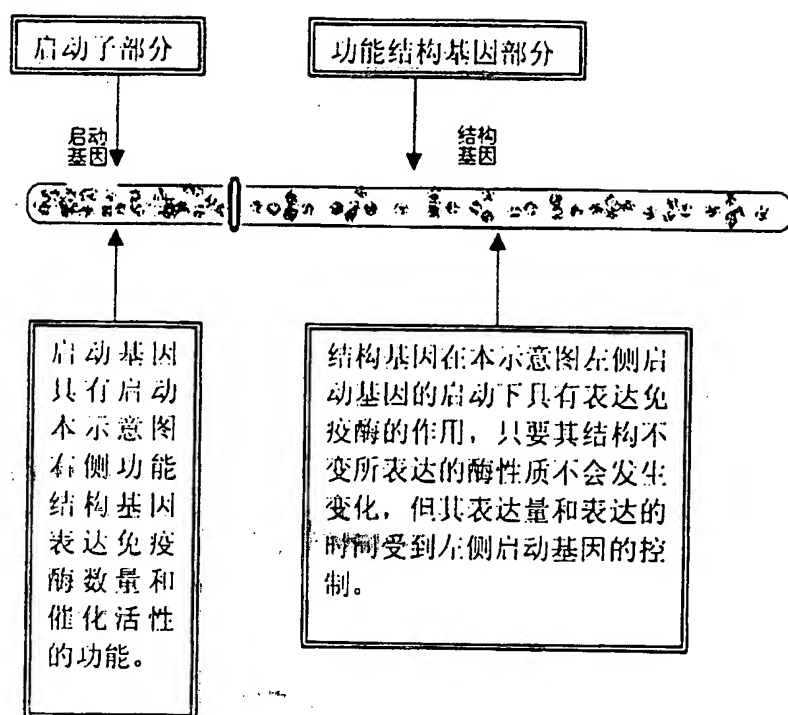 启动子部分
功能结构基因部分
启动
基因
结构
基因
启动基因
具有启动
本示意图
右侧功能
结构基因
表达免疫
酶数量和
催化活性
的功能。
结构基因在本示意图左侧启
动基因的启动下具有表达免
疫酶的作用，只要其结构不
变所表达的酶性质不会发生
变化，但其表达量和表达的
时间受到左侧启动基因的控
制。